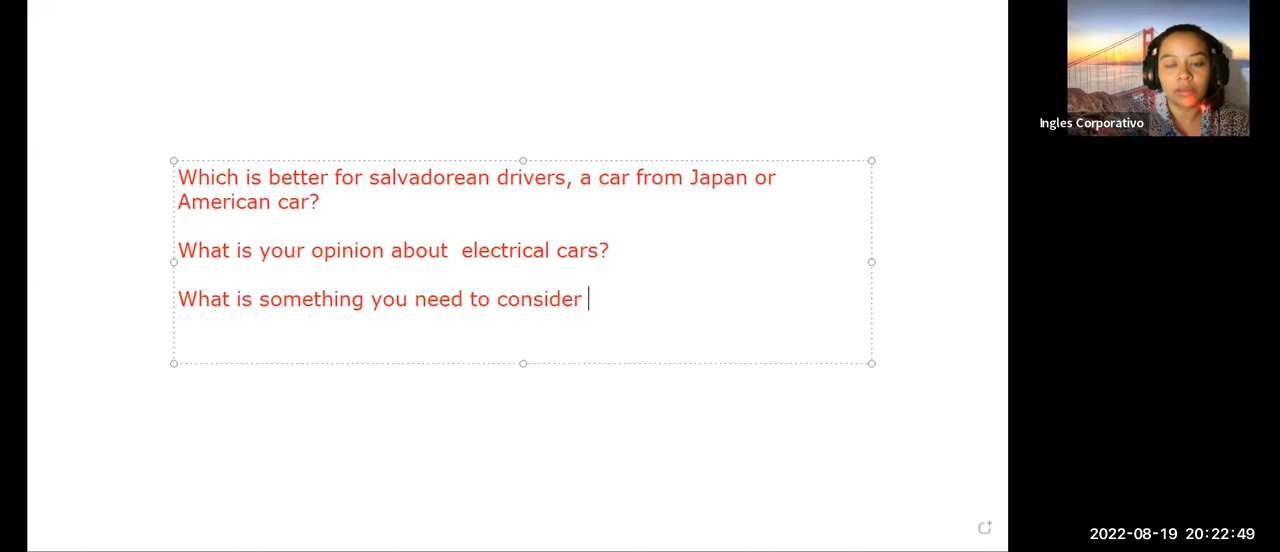 Which is better for salvadorean drivers, a car from Japan or
American car?
What is your opinion about  electrical cars?
What is something you need to consider
Ingles Corporativo
2022-08-19 20:22:49